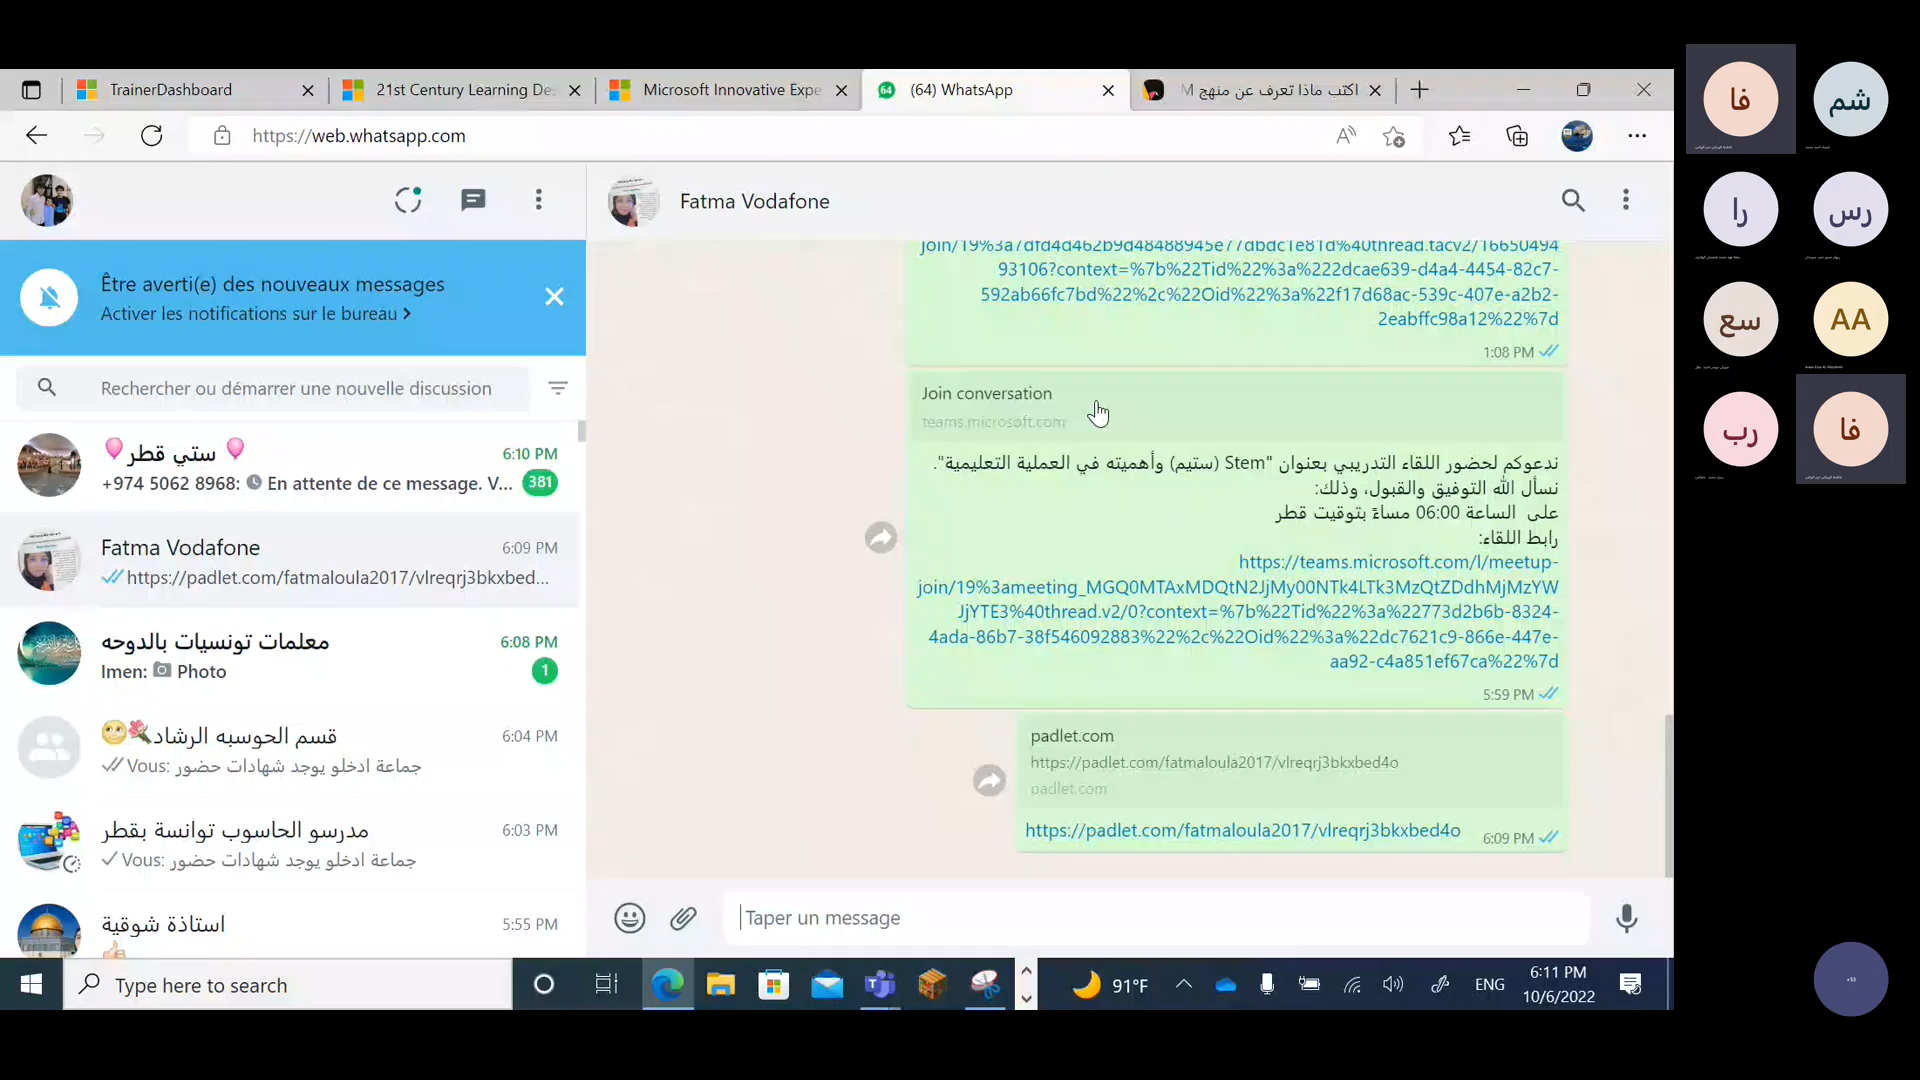 TrainerDashboard
21st Century Learning De
Microsoft Innovative Expe
(64) WhatsApp
اكتب ماذا تعرف عن منهج M
https://web.whatsapp.com
Fatma Vodafone
Être averti(e) des nouveaux messages
Activer les notifications sur le bureau >
Rechercher ou démarrer une nouvelle discussion
🎈 ستي قطر 🎈
6:10 PM
+974 5062 8968: En attente de ce message. V...
381
Fatma Vodafone
6:09 PM
https://padlet.com/fatmaloula2017/vlreqrj3bkxbed...
معلمات تونسيات بالدوحه
6:08 PM
Imen: Photo
1
قسم الحوسبه الرشاد
6:04 PM
Vous: جماعة ادخلو يوجد شهادات حضور
مدرسو الحاسوب توانسة بقطر
6:03 PM
Vous: جماعة ادخلو يوجد شهادات حضور
استاذة شوقية
5:55 PM
join/19%3a7dfd4d462b9d48488945e77dbdc1e81d%40thread.tacv2/16650494
93106?context=%7b%22Tid%22%3a%222dcae639-d4a4-4454-82c7-
592ab66fc7bd%22%2c%22Oid%22%3a%22f17d68ac-539c-407e-a2b2-
2eabffc98a12%22%7d
1:08 PM
Join conversation
teams.microsoft.com
ندعوكم لحضور اللقاء التدريبي بعنوان "Stem (ستيم) وأهميته في العملية التعليمية".
نسأل الله التوفيق والقبول، وذلك:
على الساعة 06:00 مساءً بتوقيت قطر
رابط اللقاء:
https://teams.microsoft.com/l/meetup-
join/19%3ameeting_MGQ0MTAxMDQtN2JjMy00NTk4LTk3MzQtZDdhMjMzYW
JjYTE3%40thread.v2/0?context=%7b%22Tid%22%3a%22773d2b6b-8324-
4ada-86b7-38f546092883%22%2c%22Oid%22%3a%22dc7621c9-866e-447e-
aa92-c4a851ef67ca%22%7d
5:59 PM
padlet.com
https://padlet.com/fatmaloula2017/vlreqrj3bkxbed4o
padlet.com
https://padlet.com/fatmaloula2017/vlreqrj3bkxbed4o
6:09 PM
Taper un message
Type here to search
91°F
ENG
6:11 PM
10/6/2022
فا
شم
را
رس
سع
AA
رب
فا